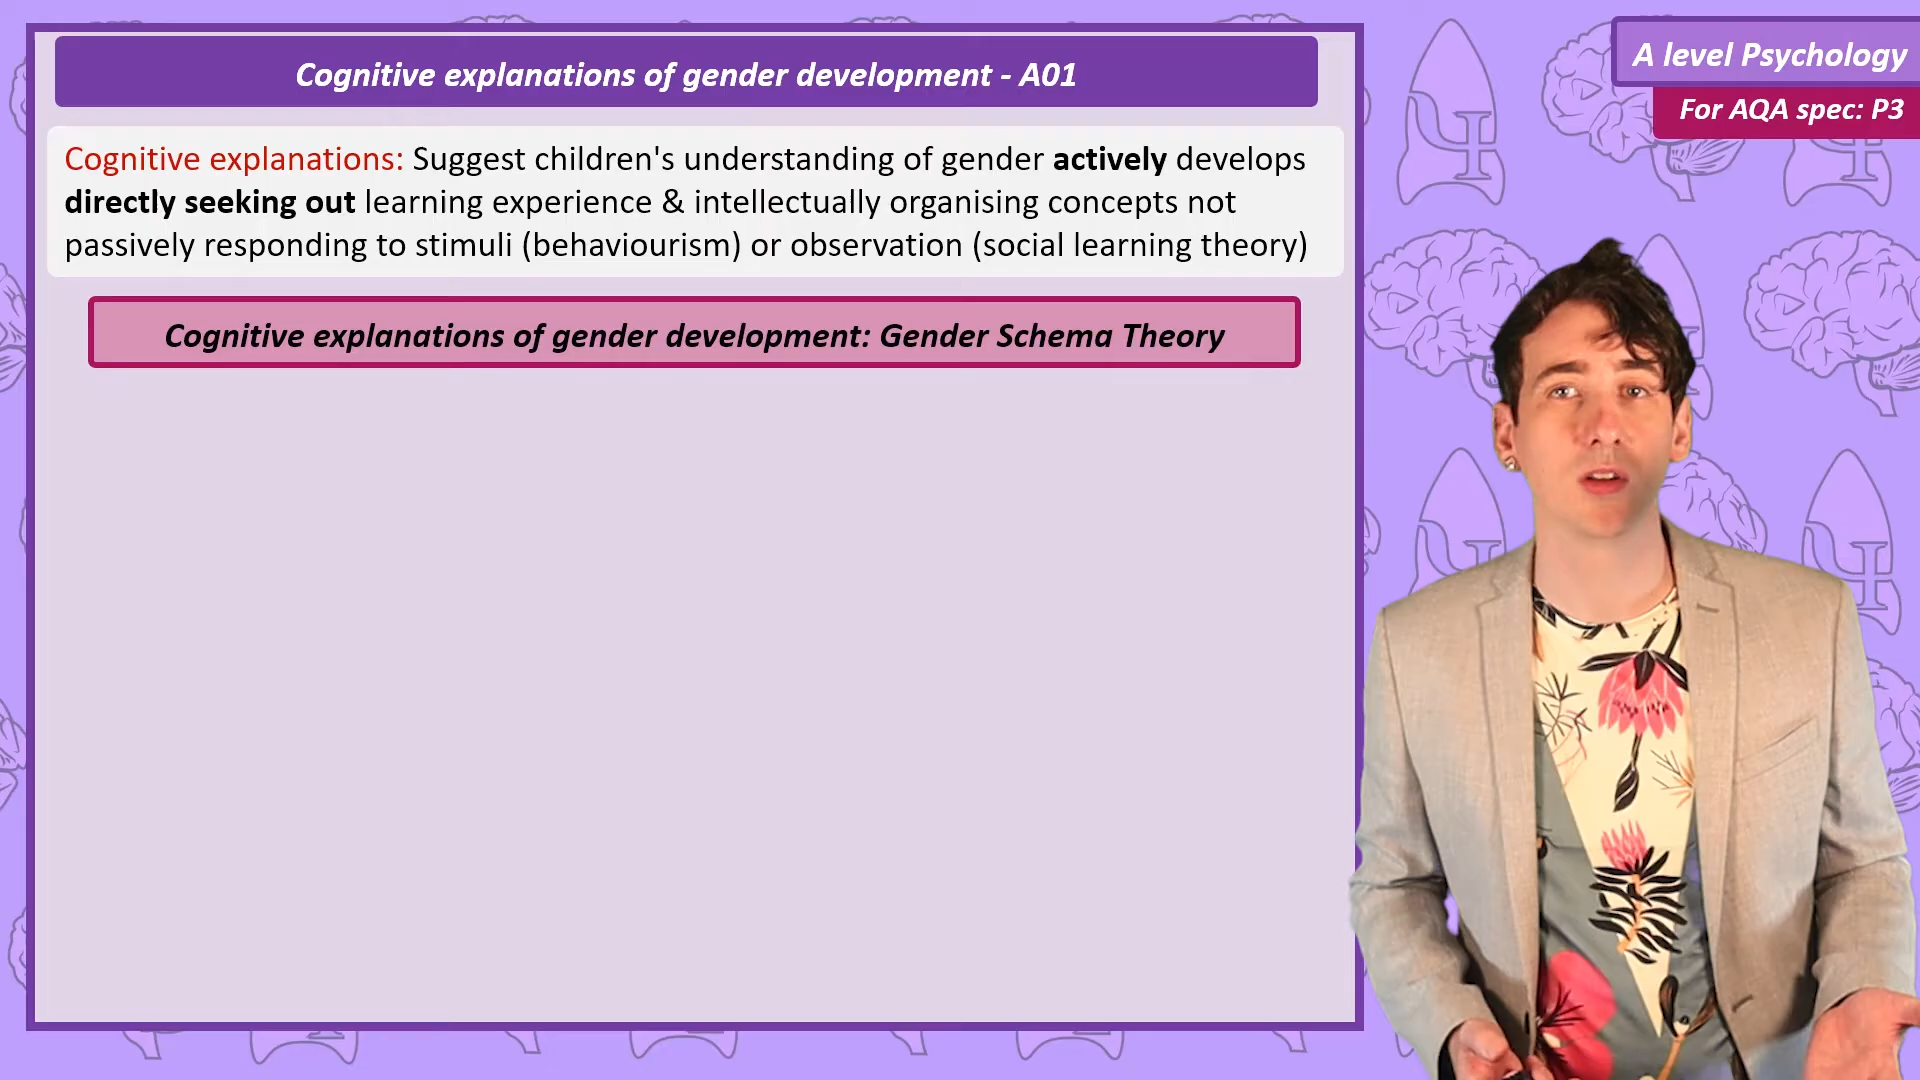 Cognitive explanations of gender development - A01
A level Psychology
For AQA spec: P3
Cognitive explanations: Suggest children's understanding of gender actively develops
directly seeking out learning experience & intellectually organising concepts not
passively responding to stimuli (behaviourism) or observation (social learning theory)
Cognitive explanations of gender development: Gender Schema Theory